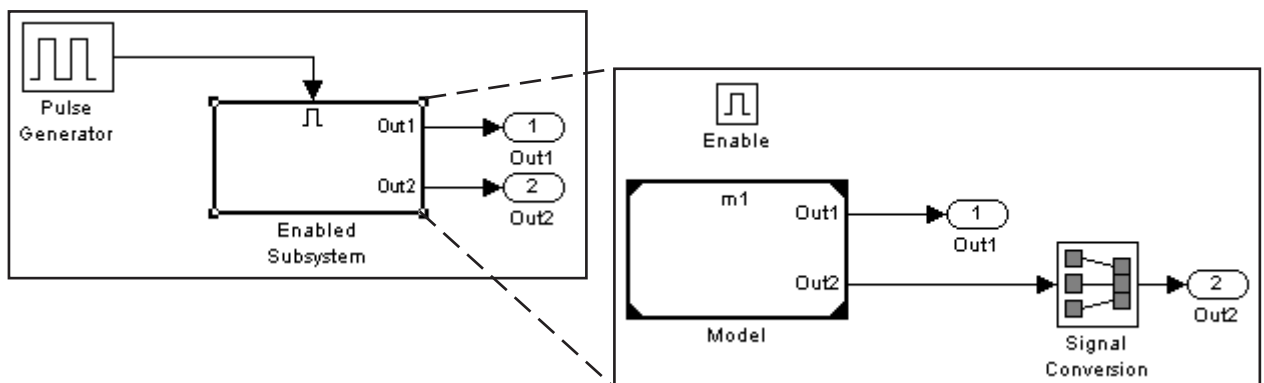 Pulse
Generator
Out1
1
Out1
Out2
2
Out2
Enabled
Subsystem
Enable
m1
Out1
1
Out1
Out2
2
Out2
Model
Signal
Conversion